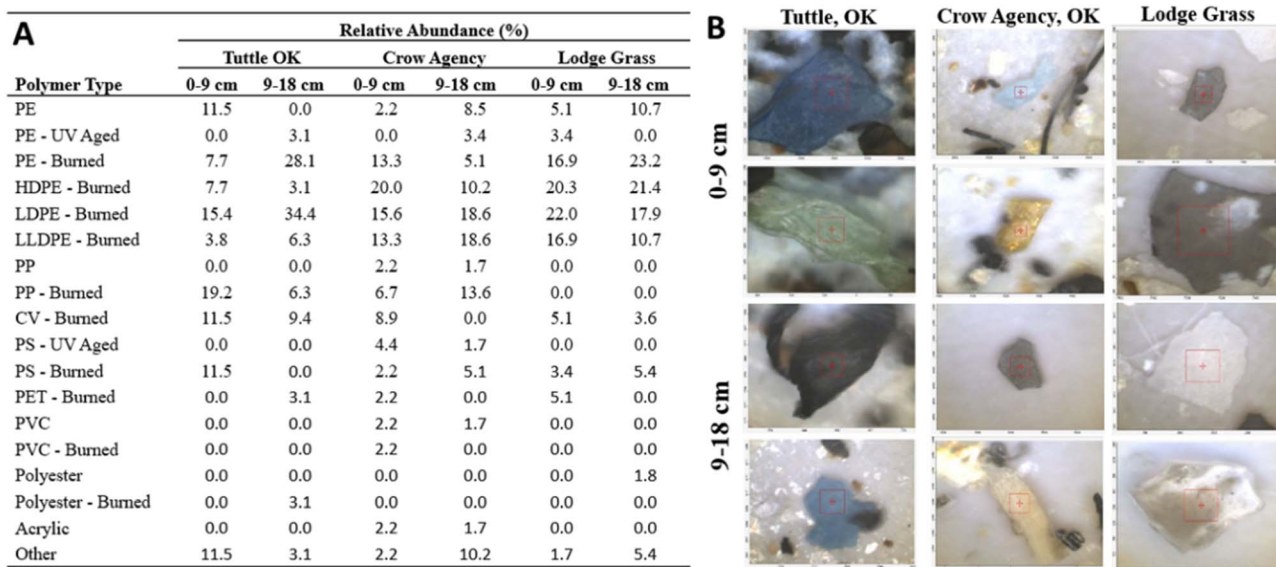 A
Relative Abundance (%)
Tuttle OK Crow Agency Lodge Grass
Polymer Type 0-9 cm 9-18 cm 0-9 cm 9-18 cm 0-9 cm 9-18 cm
PE 11.5 0.0 2.2 8.5 5.1 10.7
PE - UV Aged 0.0 3.1 0.0 3.4 3.4 0.0
PE - Burned 7.7 28.1 13.3 5.1 16.9 23.2
HDPE - Burned 7.7 3.1 20.0 10.2 20.3 21.4
LDPE - Burned 15.4 34.4 15.6 18.6 22.0 17.9
LLDPE - Burned 3.8 6.3 13.3 18.6 16.9 10.7
PP 0.0 0.0 2.2 1.7 0.0 0.0
PP - Burned 19.2 6.3 6.7 13.6 0.0 0.0
CV - Burned 11.5 9.4 8.9 0.0 5.1 3.6
PS - UV Aged 0.0 0.0 4.4 1.7 0.0 0.0
PS - Burned 11.5 0.0 2.2 5.1 3.4 5.4
PET - Burned 0.0 3.1 2.2 0.0 5.1 0.0
PVC 0.0 0.0 2.2 1.7 0.0 0.0
PVC - Burned 0.0 0.0 2.2 0.0 0.0 0.0
Polyester 0.0 0.0 0.0 0.0 0.0 1.8
Polyester - Burned 0.0 3.1 0.0 0.0 0.0 0.0
Acrylic 0.0 0.0 2.2 1.7 0.0 0.0
Other 11.5 3.1 2.2 10.2 1.7 5.4
B
Tuttle, OK Crow Agency, OK Lodge Grass
0-9 cm
9-18 cm